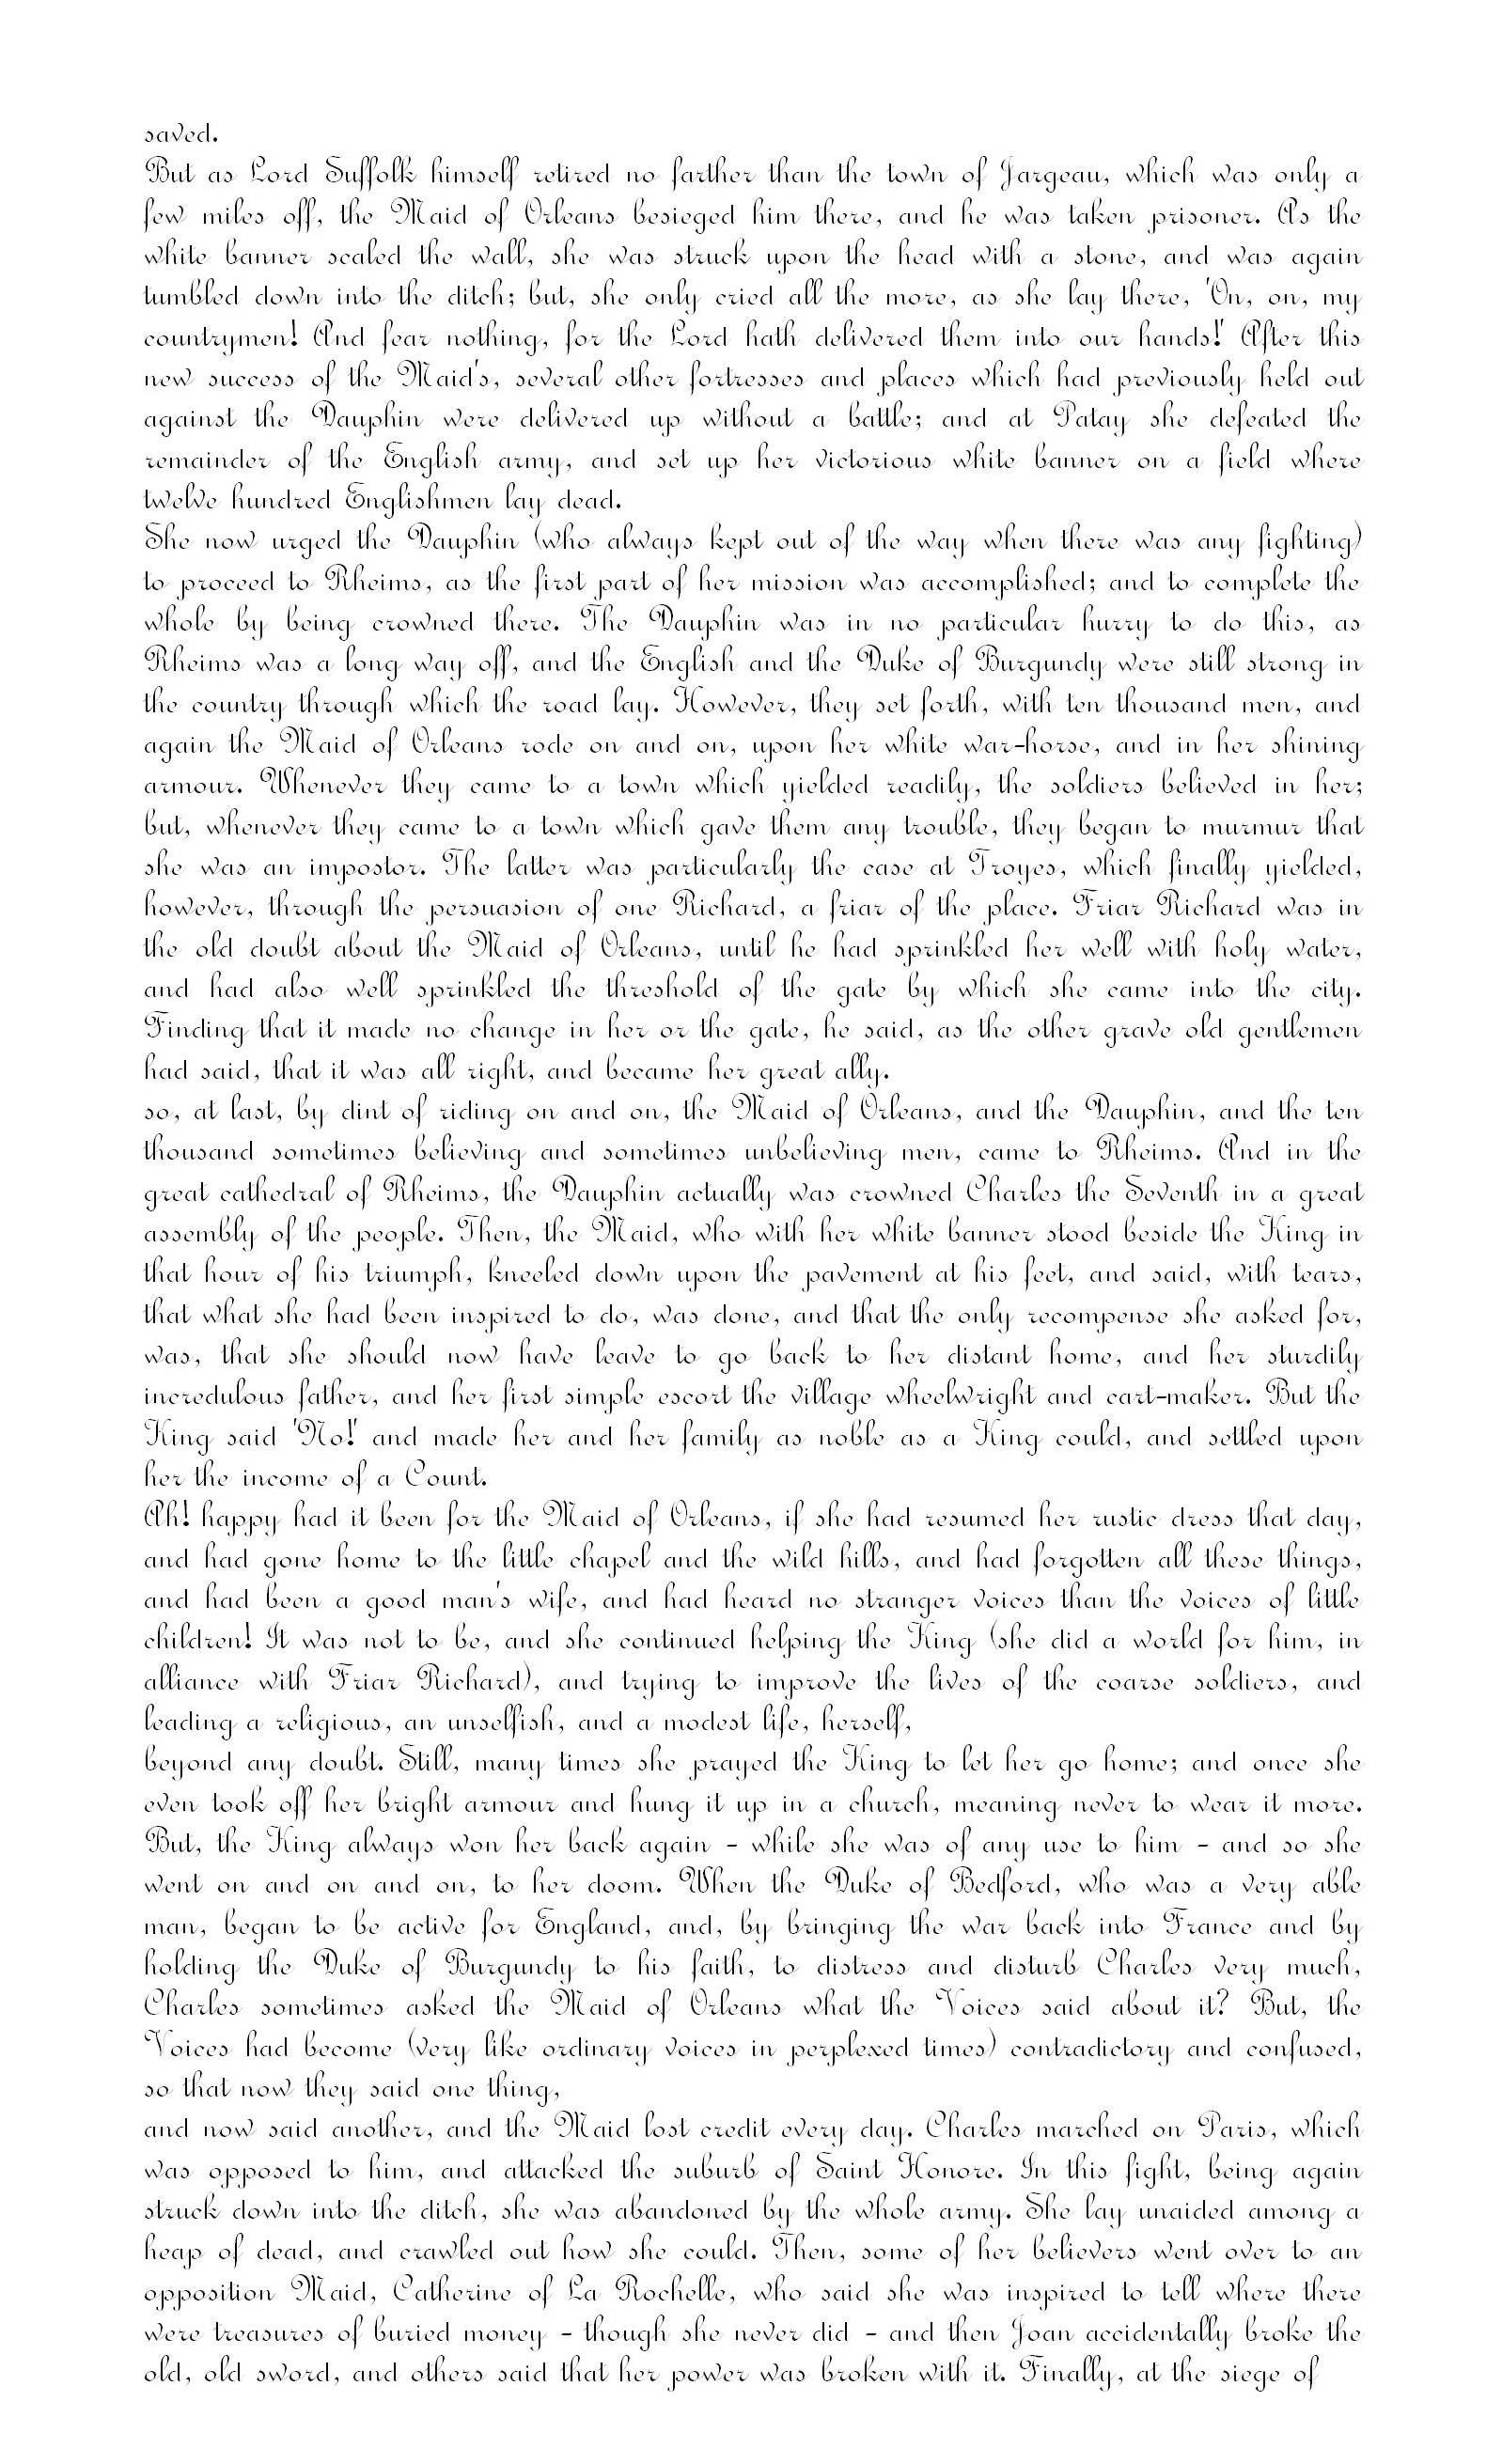 saved.
But as Lord Suffolk himself retired no farther than the town of Jargeau, which was only a
few miles off, the Maid of Orleans besieged him there, and he was taken prisoner. As the
white banner scaled the wall, she was struck upon the head with a stone, and was again
tumbled down into the ditch; but, she only cried all the more, as she lay there, 'On, on, my
countrymen! And fear nothing, for the Lord hath delivered them into our hands!' After this
new success of the Maid's, several other fortresses and places which had previously held out
against the Dauphin were delivered up without a battle; and at Patay she defeated the
remainder of the English army, and set up her victorious white banner on a field where
twelve hundred Englishmen lay dead.
She now urged the Dauphin (who always kept out of the way when there was any fighting)
to proceed to Rheims, as the first part of her mission was accomplished; and to complete the
whole by being crowned there. The Dauphin was in no particular hurry to do this, as
Rheims was a long way off, and the English and the Duke of Burgundy were still strong in
the country through which the road lay. However, they set forth, with ten thousand men, and
again the Maid of Orleans rode on and on, upon her white war-horse, and in her shining
armour. Whenever they came to a town which yielded readily, the soldiers believed in her;
but, whenever they came to a town which gave them any trouble, they began to murmur that
she was an impostor. The latter was particularly the case at Troyes, which finally yielded,
however, through the persuasion of one Richard, a friar of the place. Friar Richard was in
the old doubt about the Maid of Orleans, until he had sprinkled her well with holy water,
and had also well sprinkled the threshold of the gate by which she came into the city.
Finding that it made no change in her or the gate, he said, as the other grave old gentlemen
had said, that it was all right, and became her great ally.
so, at last, by dint of riding on and on, the Maid of Orleans, and the Dauphin, and the ten
thousand sometimes believing and sometimes unbelieving men, came to Rheims. And in the
great cathedral of Rheims, the Dauphin actually was crowned Charles the Seventh in a great
assembly of the people. Then, the Maid, who with her white banner stood beside the King in
that hour of his triumph, kneeled down upon the pavement at his feet, and said, with tears,
that what she had been inspired to do, was done, and that the only recompense she asked for,
was, that she should now have leave to go back to her distant home, and her sturdily
incredulous father, and her first simple escort the village wheelwright and cart-maker. But the
King said 'No!' and made her and her family as noble as a King could, and settled upon
her the income of a Count.
Ah! happy had it been for the Maid of Orleans, if she had resumed her rustic dress that day,
and had gone home to the little chapel and the wild hills, and had forgotten all these things,
and had been a good man's wife, and had heard no stranger voices than the voices of little
children! It was not to be, and she continued helping the King (she did a world for him, in
alliance with Friar Richard), and trying to improve the lives of the coarse soldiers, and
leading a religious, an unselfish, and a modest life, herself,
beyond any doubt. Still, many times she prayed the King to let her go home; and once she
even took off her bright armour and hung it up in a church, meaning never to wear it more.
But, the King always won her back again - while she was of any use to him - and so she
went on and on and on, to her doom. When the Duke of Bedford, who was a very able
man, began to be active for England, and, by bringing the war back into France and by
holding the Duke of Burgundy to his faith, to distress and disturb Charles very much,
Charles sometimes asked the Maid of Orleans what the Voices said about it? But, the
Voices had become (very like ordinary voices in perplexed times) contradictory and confused,
so that now they said one thing,
and now said another, and the Maid lost credit every day. Charles marched on Paris, which
was opposed to him, and attacked the suburb of Saint Honore. In this fight, being again
struck down into the ditch, she was abandoned by the whole army. She lay unaided among a
heap of dead, and crawled out how she could. Then, some of her believers went over to an
opposition Maid, Catherine of La Rochelle, who said she was inspired to tell where there
were treasures of buried money - though she never did - and then Joan accidentally broke the
old, old sword, and others said that her power was broken with it. Finally, at the siege of